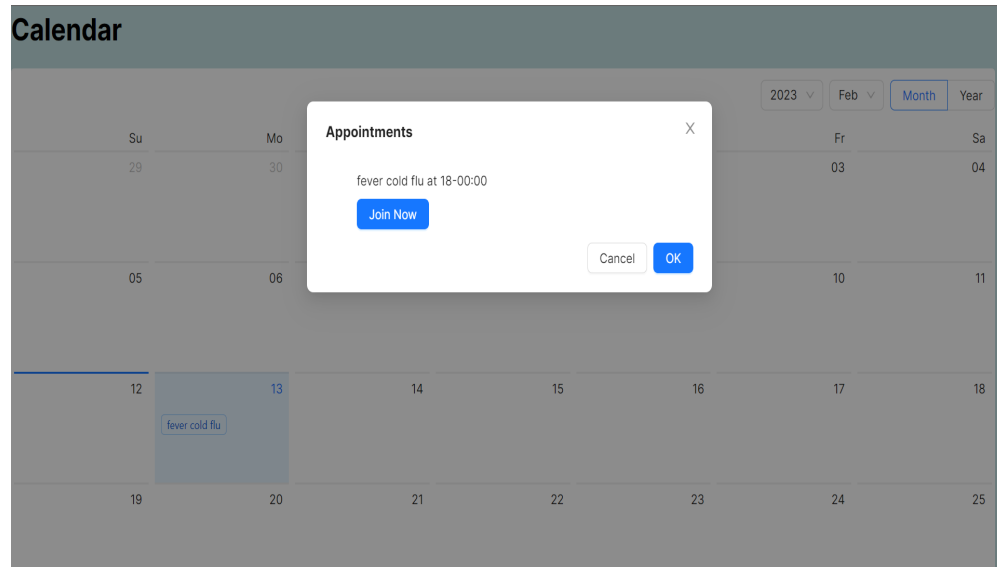 Calendar
2023 Feb Month Year
Su Mo Fr Sa
29 30 03 04
Appointments X
fever cold flu at 18-00:00
Join Now
Cancel OK
05 06 10 11
12 13 14 15 16 17 18
fever cold flu
19 20 21 22 23 24 25